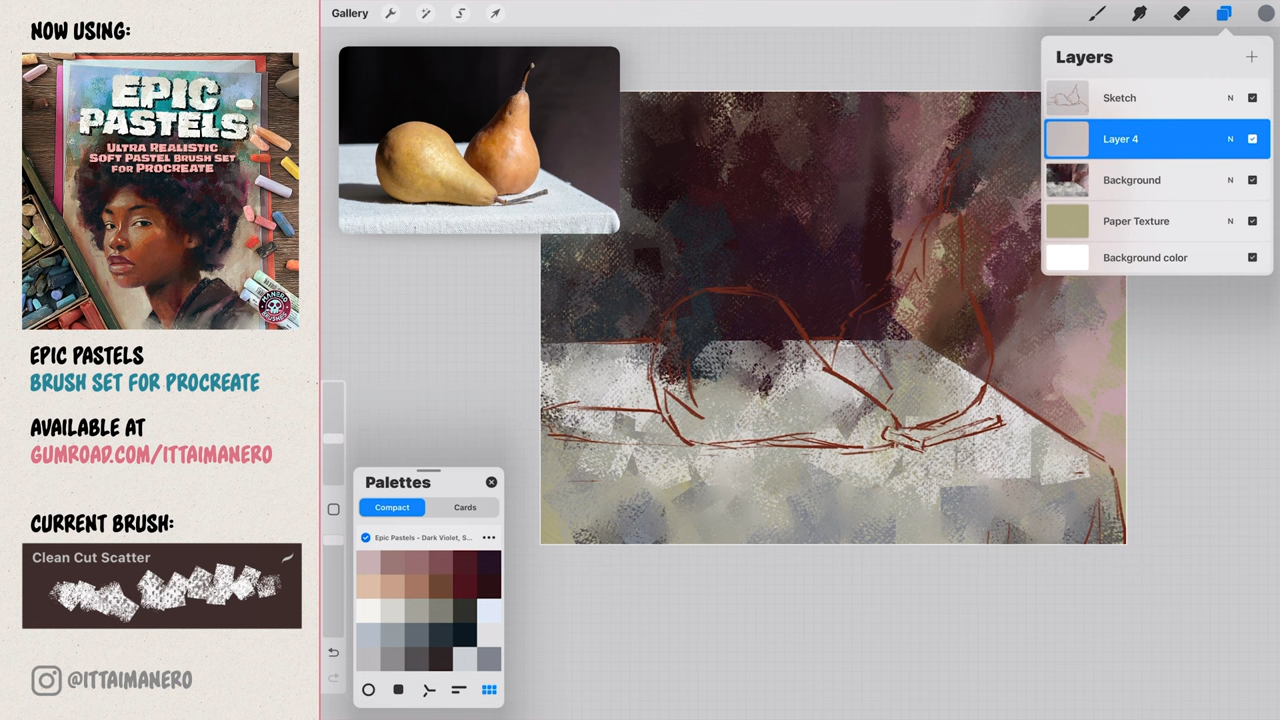 NOW USING:
EPIC
PASTELS
ULTRA REALISTIC
SOFT PASTEL BRUSH SET
FOR PROCREATE
MANERO
BRUSHES
EPIC PASTELS
BRUSH SET FOR PROCREATE
AVAILABLE AT
GUMROAD.COM/ITTAIMANERO
CURRENT BRUSH:
Clean Cut Scatter
@ITTAIMANERO
Gallery
Layers
Sketch N
Layer 4 N
Background N
Paper Texture N
Background color
Palettes
Compact Cards
Epic Pastels - Dark Violet, S...